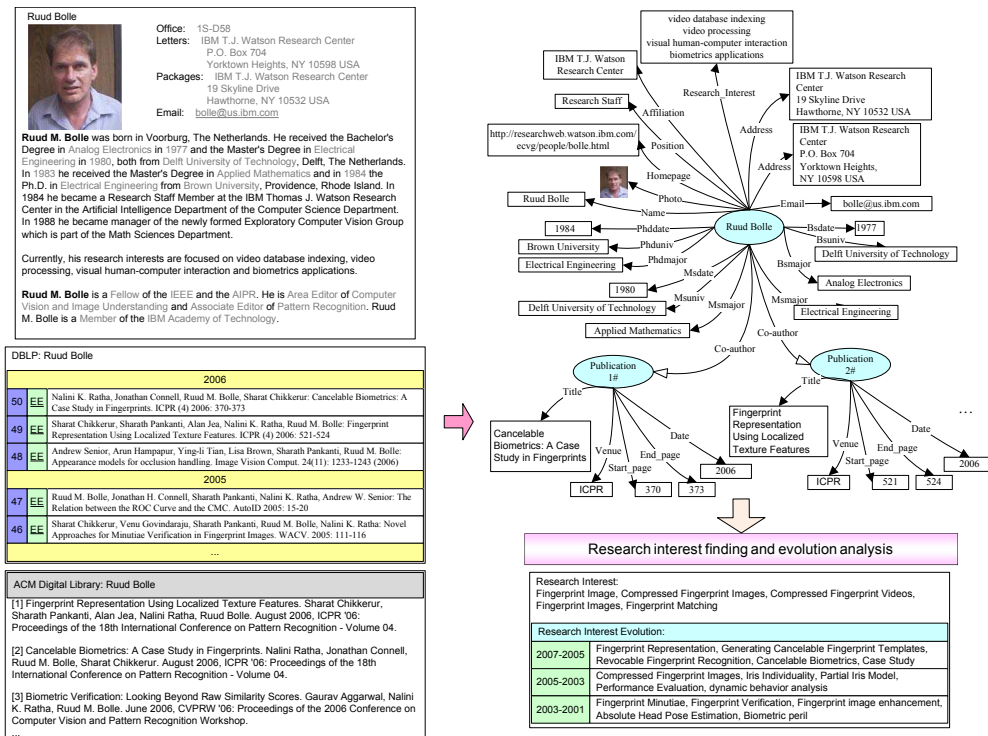 Ruud Bolle
Office: 1S-D58
Letters: IBM T.J. Watson Research Center
P.O. Box 704
Yorktown Heights, NY 10598 USA
Packages: IBM T.J. Watson Research Center
19 Skyline Drive
Hawthorne, NY 10532 USA
Email: bolle@us.ibm.com
Ruud M. Bolle was born in Voorburg, The Netherlands. He received the Bachelor's
Degree in Analog Electronics in 1977 and the Master's Degree in Electrical
Engineering in 1980, both from Delft University of Technology, Delft, The Netherlands.
In 1983 he received the Master's Degree in Applied Mathematics and in 1984 the
Ph.D. in Electrical Engineering from Brown University, Providence, Rhode Island. In
1984 he became a Research Staff Member at the IBM Thomas J. Watson Research
Center in the Artificial Intelligence Department of the Computer Science Department.
In 1988 he became manager of the newly formed Exploratory Computer Vision Group
which is part of the Math Sciences Department.
Currently, his research interests are focused on video database indexing, video
processing, visual human-computer interaction and biometrics applications.
Ruud M. Bolle is a Fellow of the IEEE and the AIPR. He is Area Editor of Computer
Vision and Image Understanding and Associate Editor of Pattern Recognition. Ruud
M. Bolle is a Member of the IBM Academy of Technology.
DBLP: Ruud Bolle
2006
50 EE Nalini K. Ratha, Jonathan Connell, Ruud M. Bolle, Sharat Chikkerur: Cancelable Biometrics: A
Case Study in Fingerprints. ICPR (4) 2006: 370-373
49 EE Sharat Chikkerur, Sharath Pankanti, Alan Jea, Nalini K. Ratha, Ruud M. Bolle: Fingerprint
Representation Using Localized Texture Features. ICPR (4) 2006: 521-524
48 EE Andrew Senior, Arun Hampapur, Ying-li Tian, Lisa Brown, Sharath Pankanti, Ruud M. Bolle:
Appearance models for occlusion handling. Image Vision Comput. 24(11): 1233-1243 (2006)
2005
47 EE Ruud M. Bolle, Jonathan H. Connell, Sharath Pankanti, Nalini K. Ratha, Andrew W. Senior: The
Relation between the ROC Curve and the CMC. AutoID 2005: 15-20
46 EE Sharat Chikkerur, Venu Govindaraju, Sharath Pankanti, Ruud M. Bolle, Nalini K. Ratha: Novel
Approaches for Minutiae Verification in Fingerprint Images. WACV. 2005: 111-116
...
ACM Digital Library: Ruud Bolle
[1] Fingerprint Representation Using Localized Texture Features. Sharat Chikkerur,
Sharath Pankanti, Alan Jea, Nalini Ratha, Ruud Bolle. August 2006, ICPR '06:
Proceedings of the 18th International Conference on Pattern Recognition - Volume 04.
[2] Cancelable Biometrics: A Case Study in Fingerprints. Nalini Ratha, Jonathan Connell,
Ruud M. Bolle, Sharat Chikkerur. August 2006, ICPR '06: Proceedings of the 18th
International Conference on Pattern Recognition - Volume 04.
[3] Biometric Verification: Looking Beyond Raw Similarity Scores. Gaurav Aggarwal, Nalini
K. Ratha, Ruud M. Bolle. June 2006, CVPRW '06: Proceedings of the 2006 Conference on
Computer Vision and Pattern Recognition Workshop.
...
video database indexing
video processing
visual human-computer interaction
biometrics applications
IBM T.J. Watson
Research Center
Research_Interest
IBM T.J. Watson Research
Center
19 Skyline Drive
Hawthorne, NY 10532 USA
Research Staff
Affiliation
Address
http://researchweb.watson.ibm.com/
ecvg/people/bolle.html
Position
IBM T.J. Watson Research
Center
P.O. Box 704
Yorktown Heights,
NY 10598 USA
Address
Homepage
Photo
Ruud Bolle
Name
Email
bolle@us.ibm.com
1984
Phddate
Ruud Bolle
Bsdate
1977
Brown University
Phduniv
Bsuniv
Delft University of Technology
Electrical Engineering
Phdmajor
Bsmajor
Analog Electronics
1980
Msdate
Delft University of Technology
Msuniv
Msmajor
Electrical Engineering
Applied Mathematics
Msmajor
Co-author
Co-author
Publication
1#
Publication
2#
Title
Title
Cancelable
Biometrics: A Case
Study in Fingerprints
Venue
Start_page
End_page
Date
ICPR
370
373
2006
Fingerprint
Representation
Using Localized
Texture Features
Venue
Start_page
End_page
Date
ICPR
521
524
2006
...
Research interest finding and evolution analysis
Research Interest:
Fingerprint Image, Compressed Fingerprint Images, Compressed Fingerprint Videos,
Fingerprint Images, Fingerprint Matching
Research Interest Evolution:
2007-2005 Fingerprint Representation, Generating Cancelable Fingerprint Templates,
Revocable Fingerprint Recognition, Cancelable Biometrics, Case Study
2005-2003 Compressed Fingerprint Images, Iris Individuality, Partial Iris Model,
Performance Evaluation, dynamic behavior analysis
2003-2001 Fingerprint Minutiae, Fingerprint Verification, Fingerprint image enhancement,
Absolute Head Pose Estimation, Biometric peril